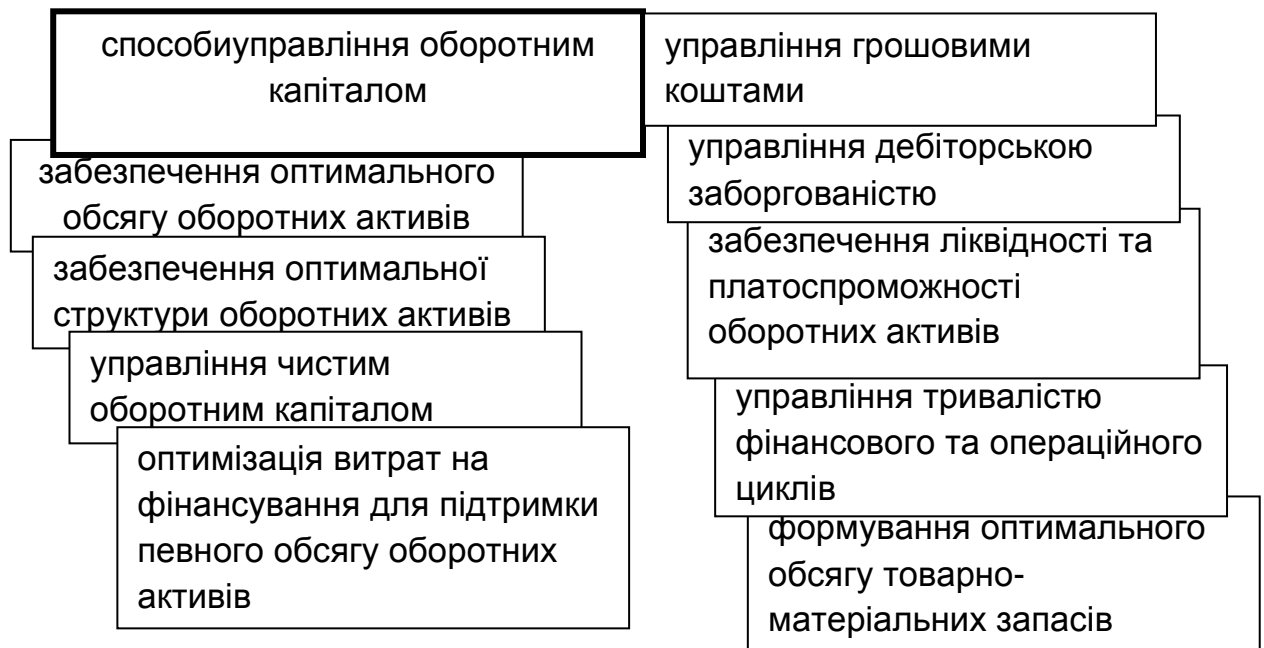 способиуправління оборотним
капіталом
забезпечення оптимального
обсягу оборотних активів
забезпечення оптимальної
структури оборотних активів
управління чистим
оборотним капіталом
оптимізація витрат на
фінансування для підтримки
певного обсягу оборотних
активів
управління грошовими
коштами
управління дебіторською
заборгованістю
забезпечення ліквідності та
платоспроможності
оборотних активів
управління тривалістю
фінансового та операційного
циклів
формування оптимального
обсягу товарно-
матеріальних запасів